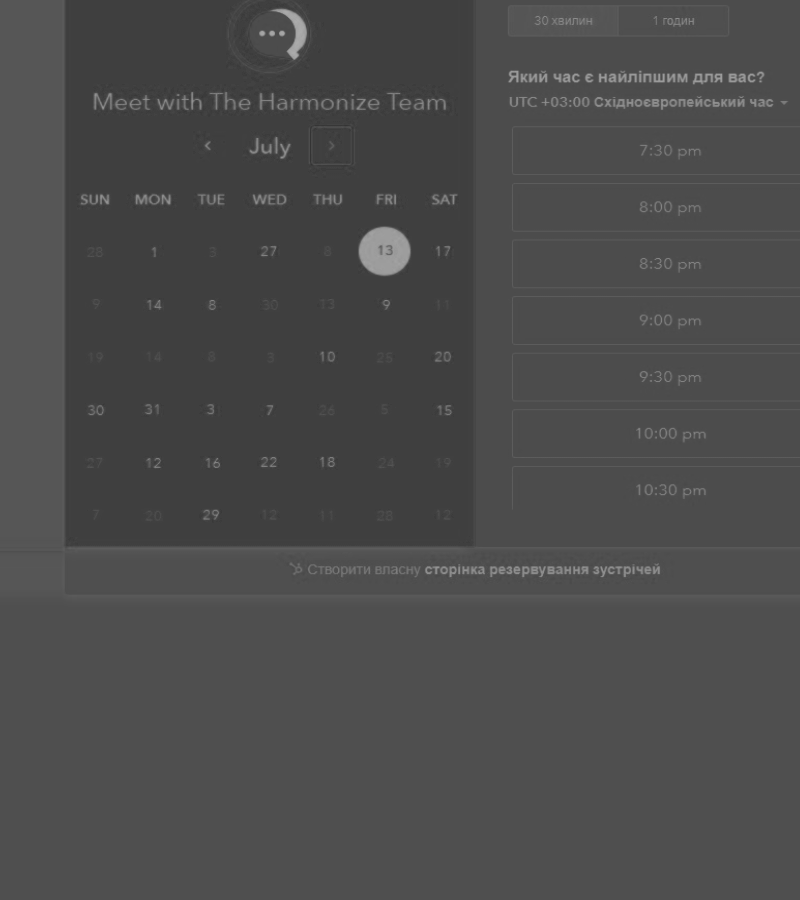 30 хвилин 1 годин
Meet with The Harmonize Team
July
SUN MON TUE WED THU FRI SAT
28 1 3 27 8 13 17
9 14 8 30 13 9 11
19 14 8 3 10 25 20
30 31 3 7 26 5 15
27 12 16 22 18 24 19
7 20 29 12 11 28 12
Який час є найліпшим для вас?
UTC +03:00 Східноєвропейський час
7:30 pm
8:00 pm
8:30 pm
9:00 pm
9:30 pm
10:00 pm
10:30 pm
Створити власну сторінка резервування зустрічей